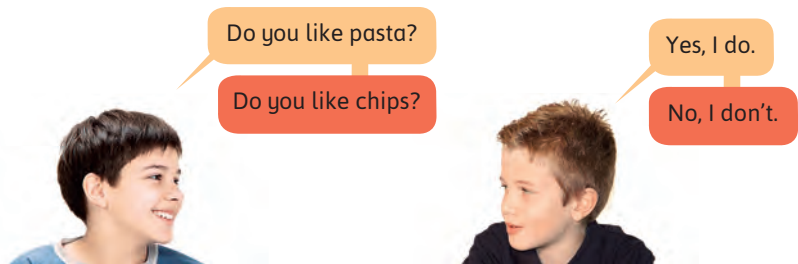 Do you like pasta?
Do you like chips?
Yes, I do.
No, I don't.